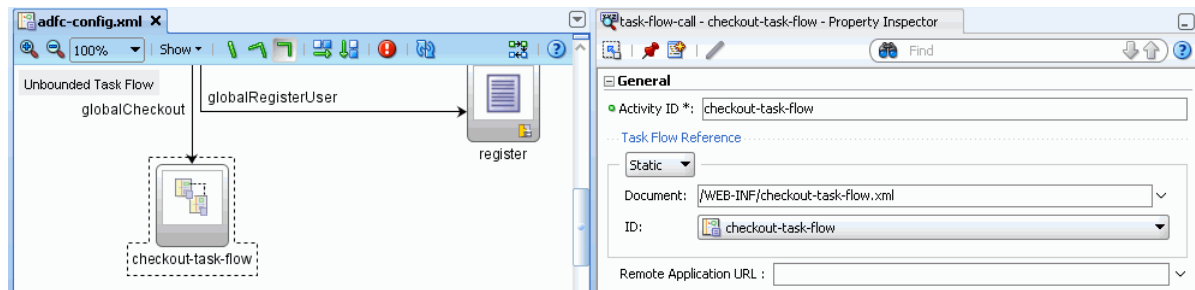 adfc-config.xml
100% Show
Unbounded Task Flow
globalCheckout
globalRegisterUser
register
checkout-task-flow
task-flow-call - checkout-task-flow - Property Inspector
Find
General
Activity ID *: checkout-task-flow
Task Flow Reference
Static
Document: /WEB-INF/checkout-task-flow.xml
ID: checkout-task-flow
Remote Application URL :